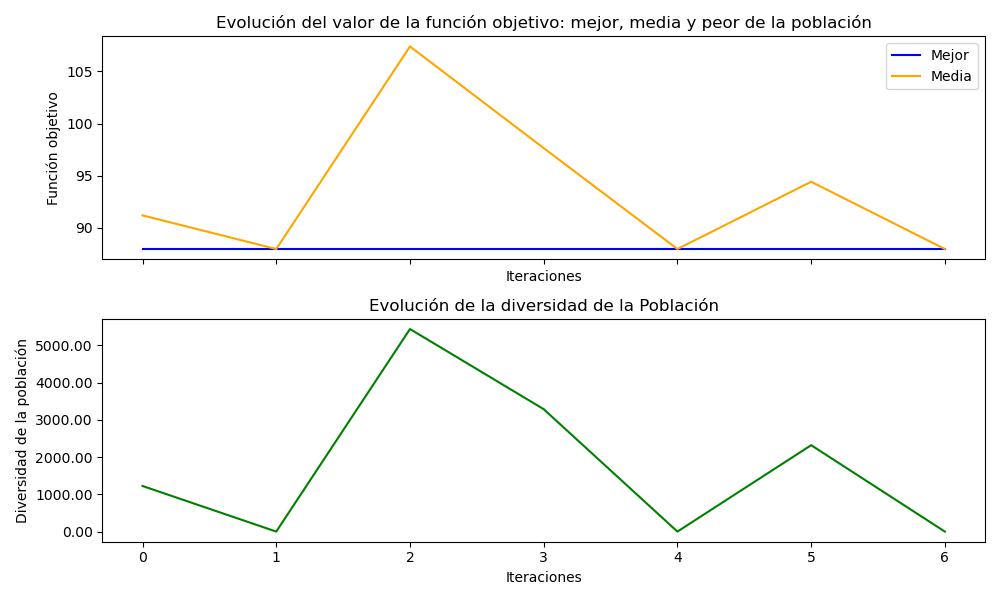 Evolución del valor de la función objetivo: mejor, media y peor de la población
Mejor
Media
105
100
95
90
Función objetivo
Iteraciones
Evolución de la diversidad de la Población
5000.00
4000.00
3000.00
2000.00
1000.00
0.00
Diversidad de la población
0 1 2 3 4 5 6
Iteraciones